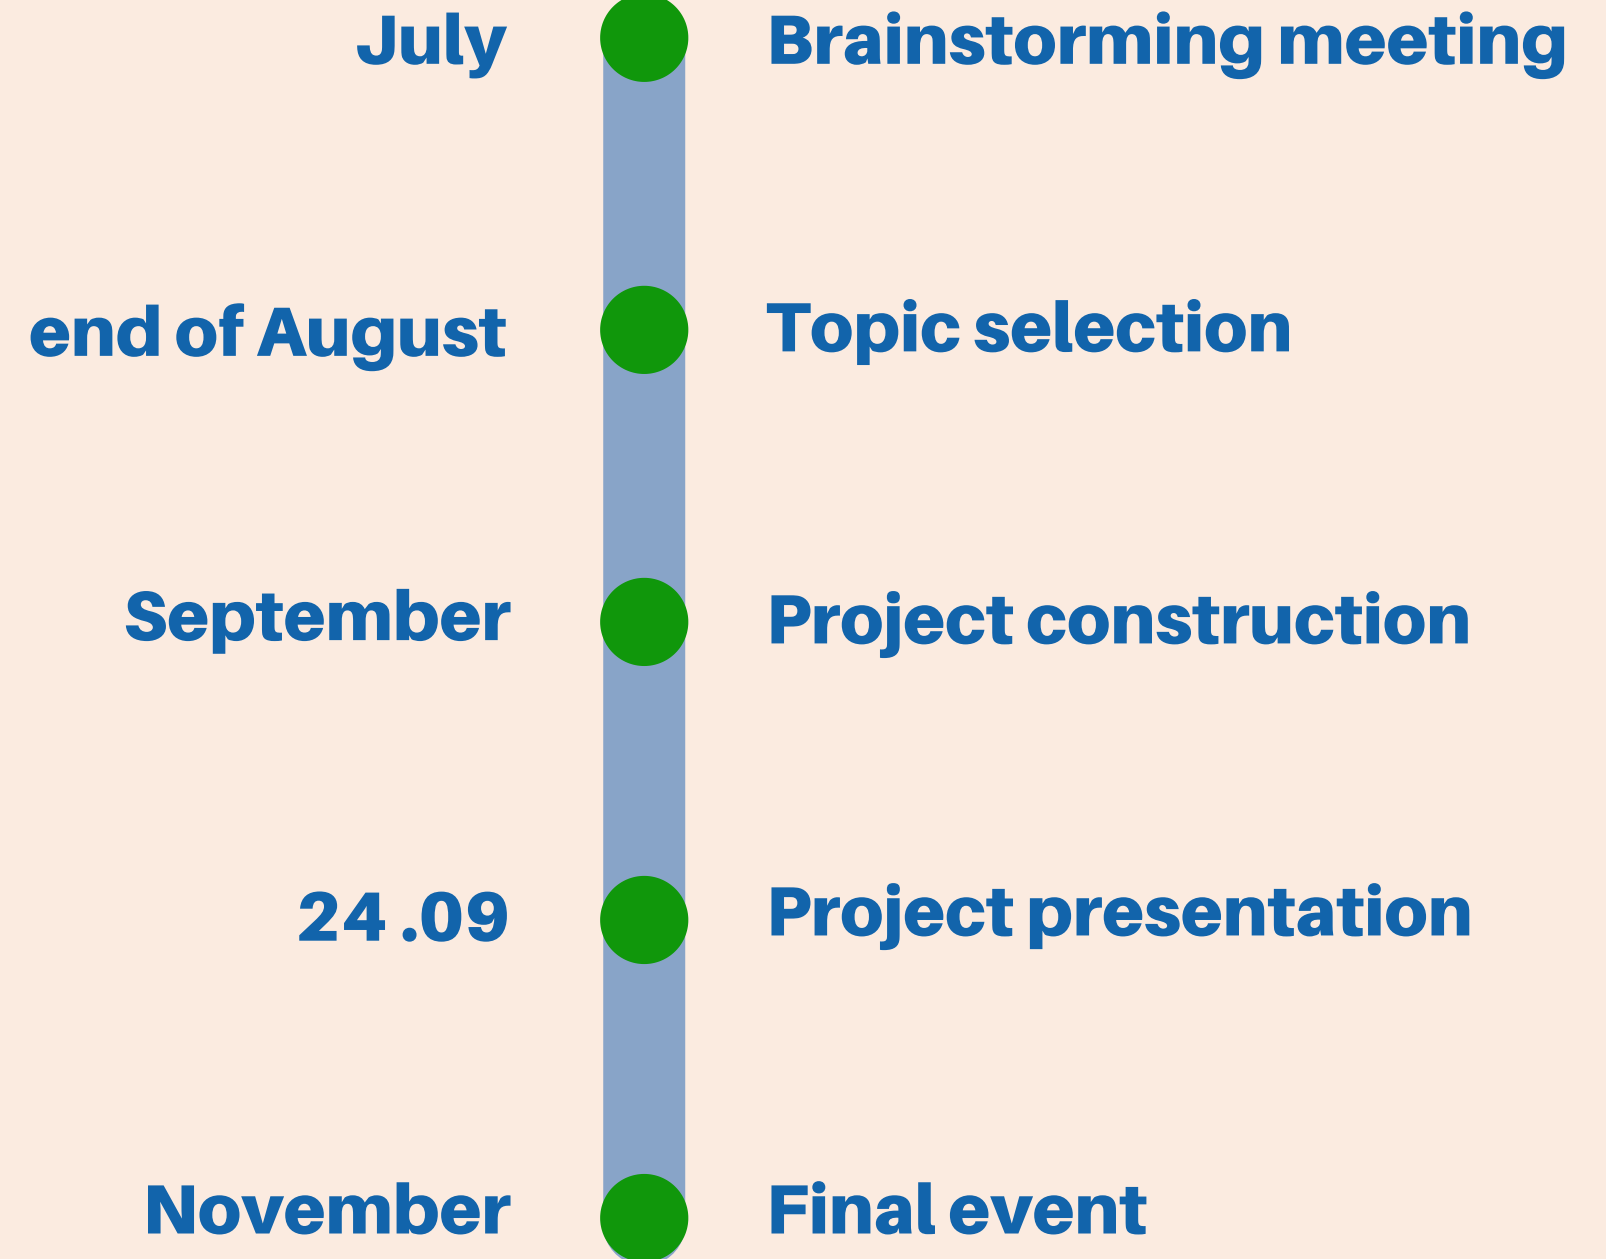 July
Brainstorming meeting
end of August
Topic selection
September
Project construction
24 .09
Project presentation
November
Final event